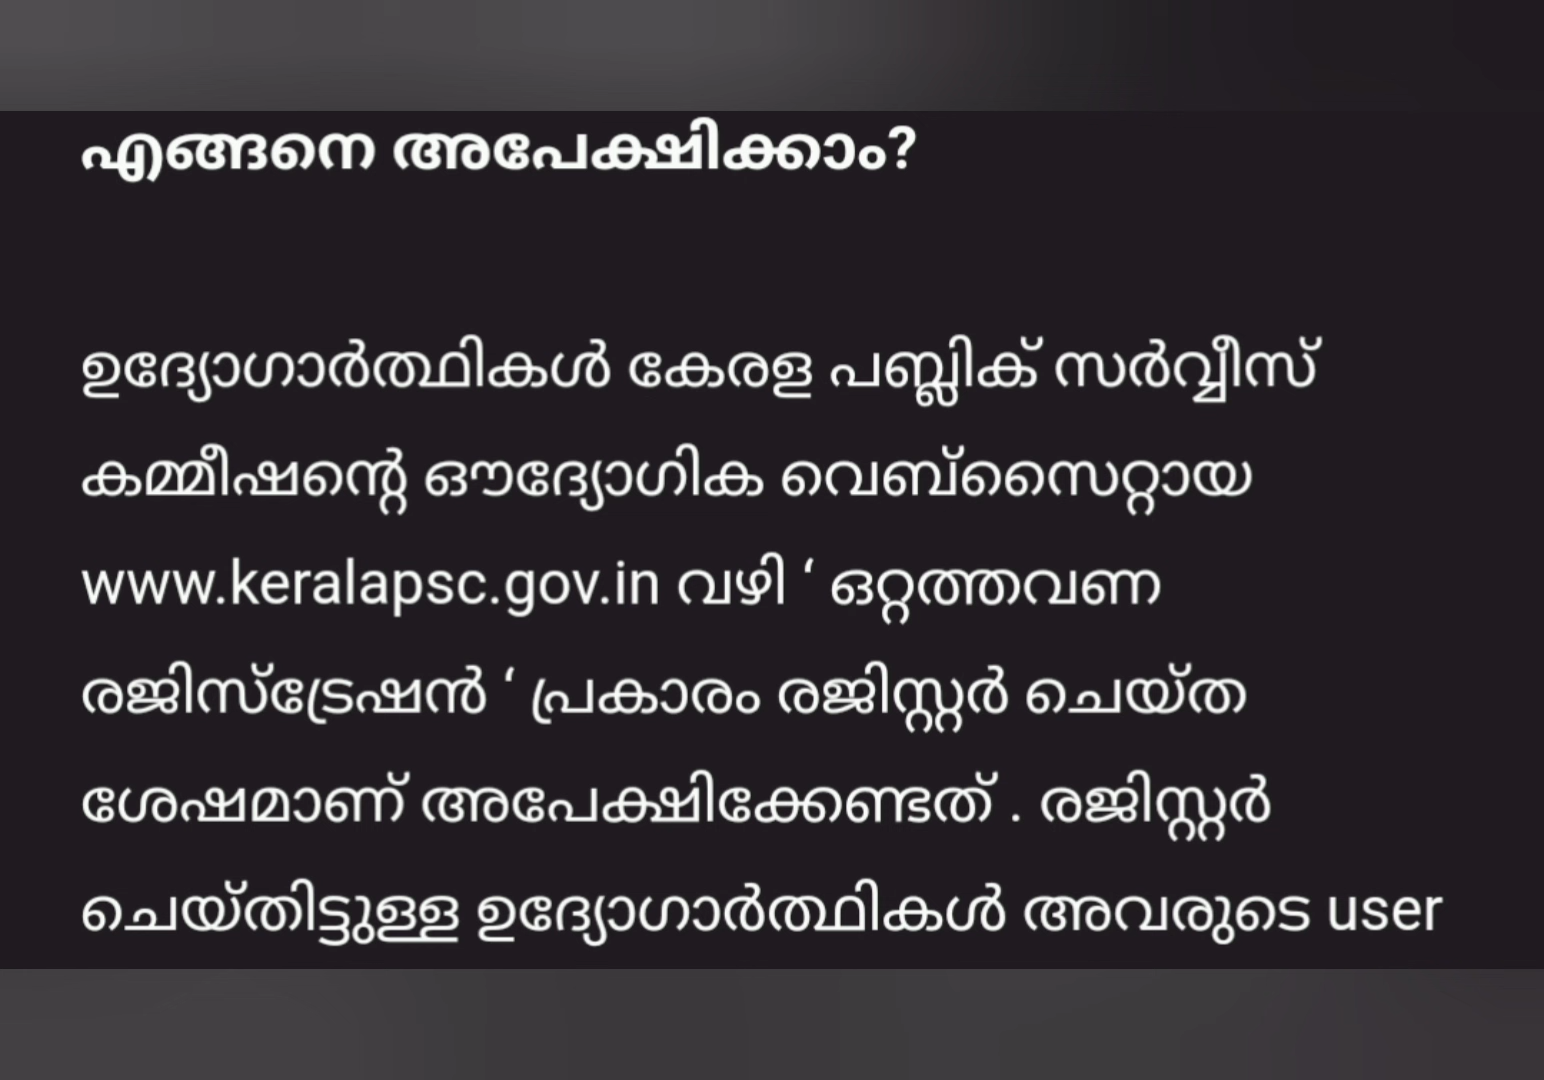 എങ്ങനെ അപേക്ഷിക്കാം?
ഉദ്യോഗാർത്ഥികൾ കേരള പബ്ലിക് സർവ്വീസ്
കമ്മീഷന്റെ ഔദ്യോഗിക വെബ്സൈറ്റായ
www.keralapsc.gov.in വഴി ‘ ഒറ്റത്തവണ
രജിസ്ട്രേഷൻ ‘ പ്രകാരം രജിസ്റ്റർ ചെയ്ത
ശേഷമാണ് അപേക്ഷിക്കേണ്ടത് . രജിസ്റ്റർ
ചെയ്തിട്ടുള്ള ഉദ്യോഗാർത്ഥികൾ അവരുടെ user